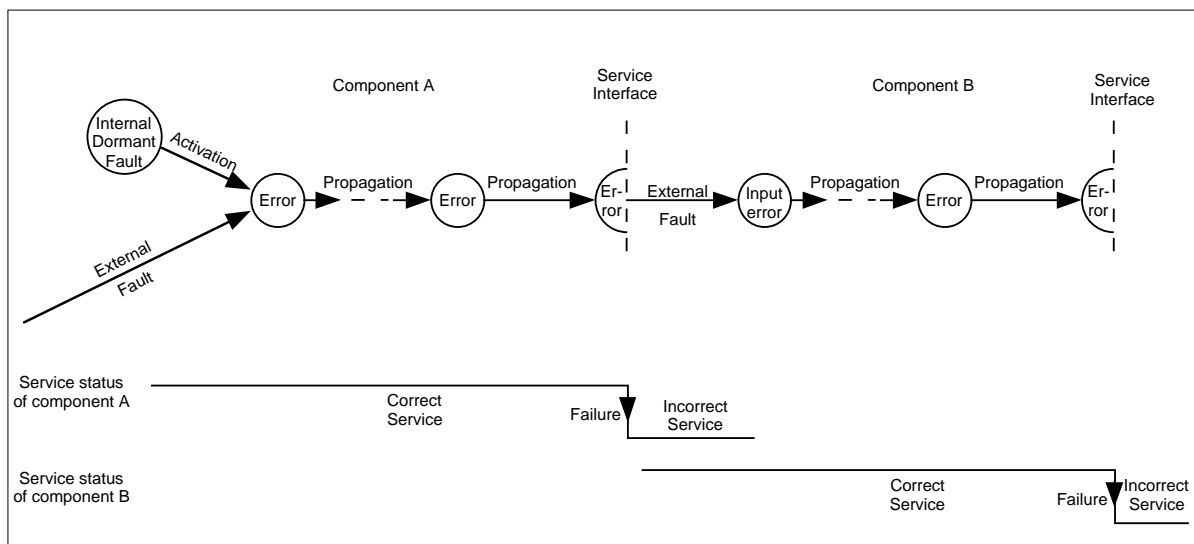 Component A
Service
Interface
Component B
Service
Interface
Internal
Dormant
Fault
Activation
Error
Propagation
Error
Propagation
Er-
ror
External
Fault
Input
error
Propagation
Error
Propagation
Er-
ror
External
Fault
Service status
of component A
Correct
Service
Failure
Incorrect
Service
Service status
of component B
Correct
Service
Failure
Incorrect
Service